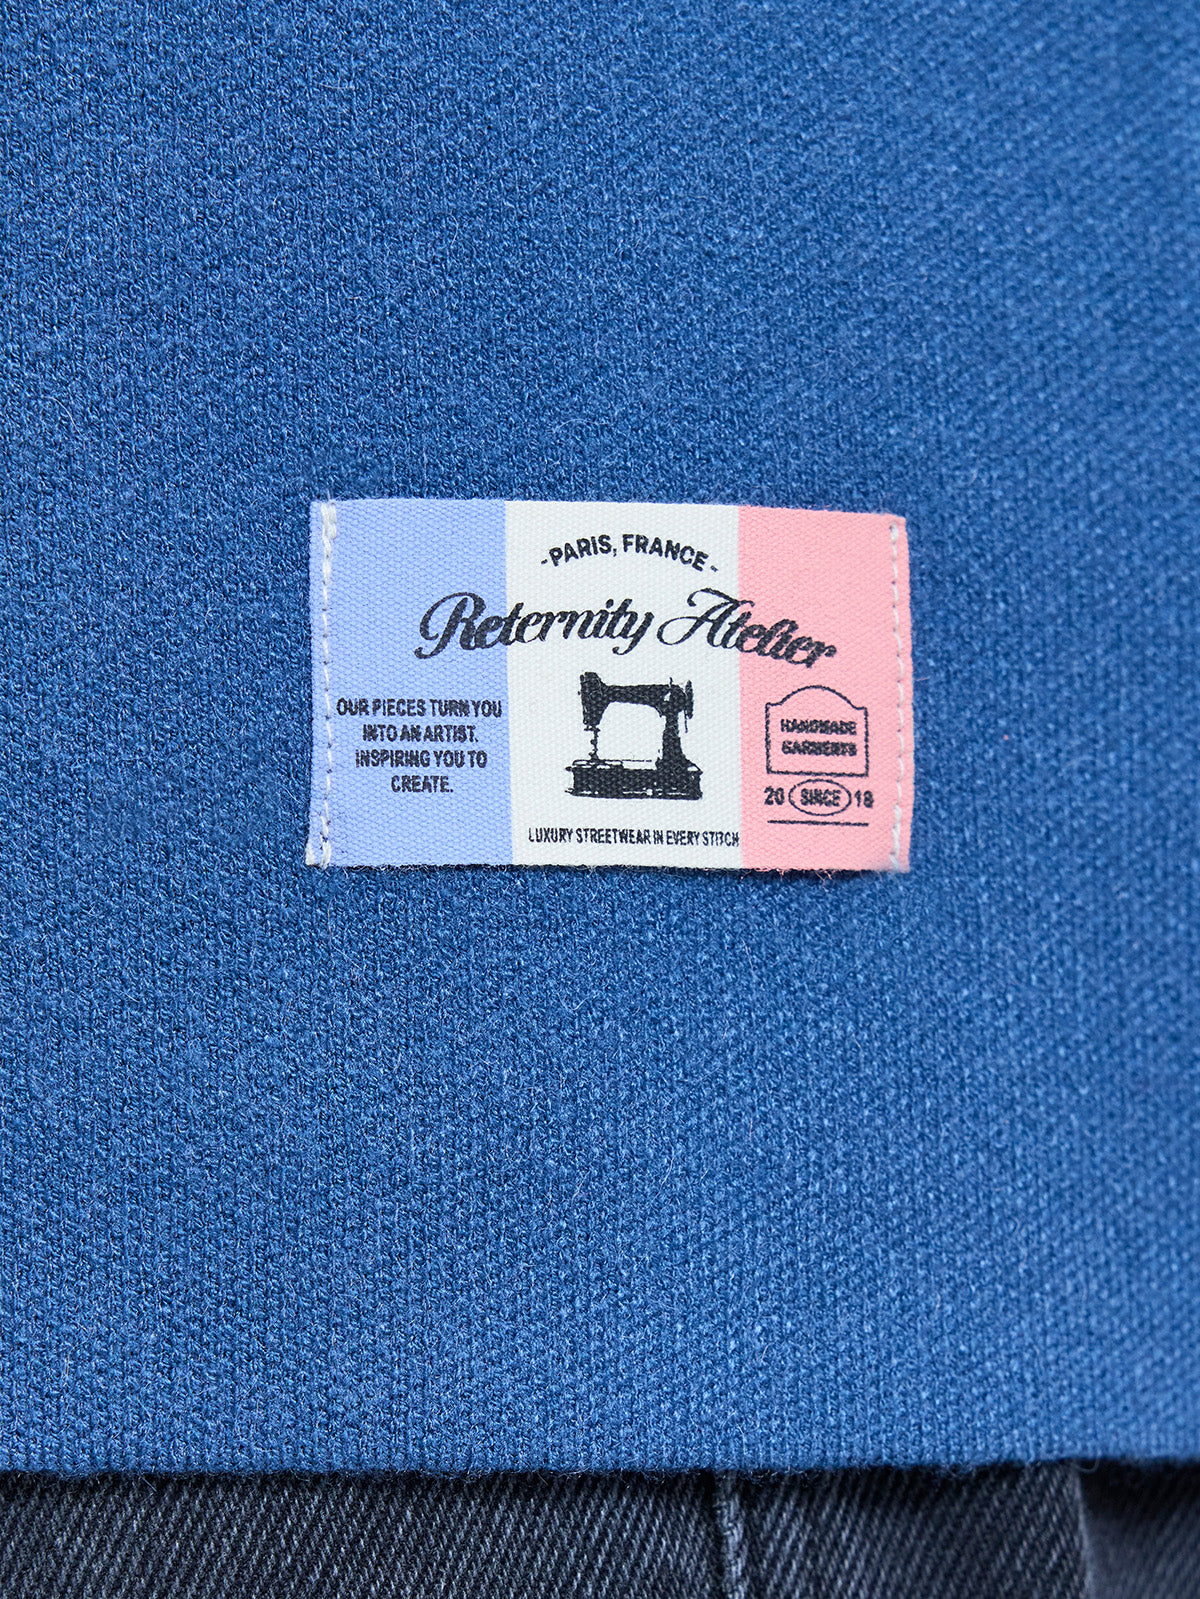 -PARIS, FRANCE-
Reternity Atelier
OUR PIECES TURN YOU
INTO AN ARTIST.
INSPIRING YOU TO
CREATE.
HANDMADE
GARMENTS
20 SINCE 18
LUXURY STREETWEAR IN EVERY STITCH